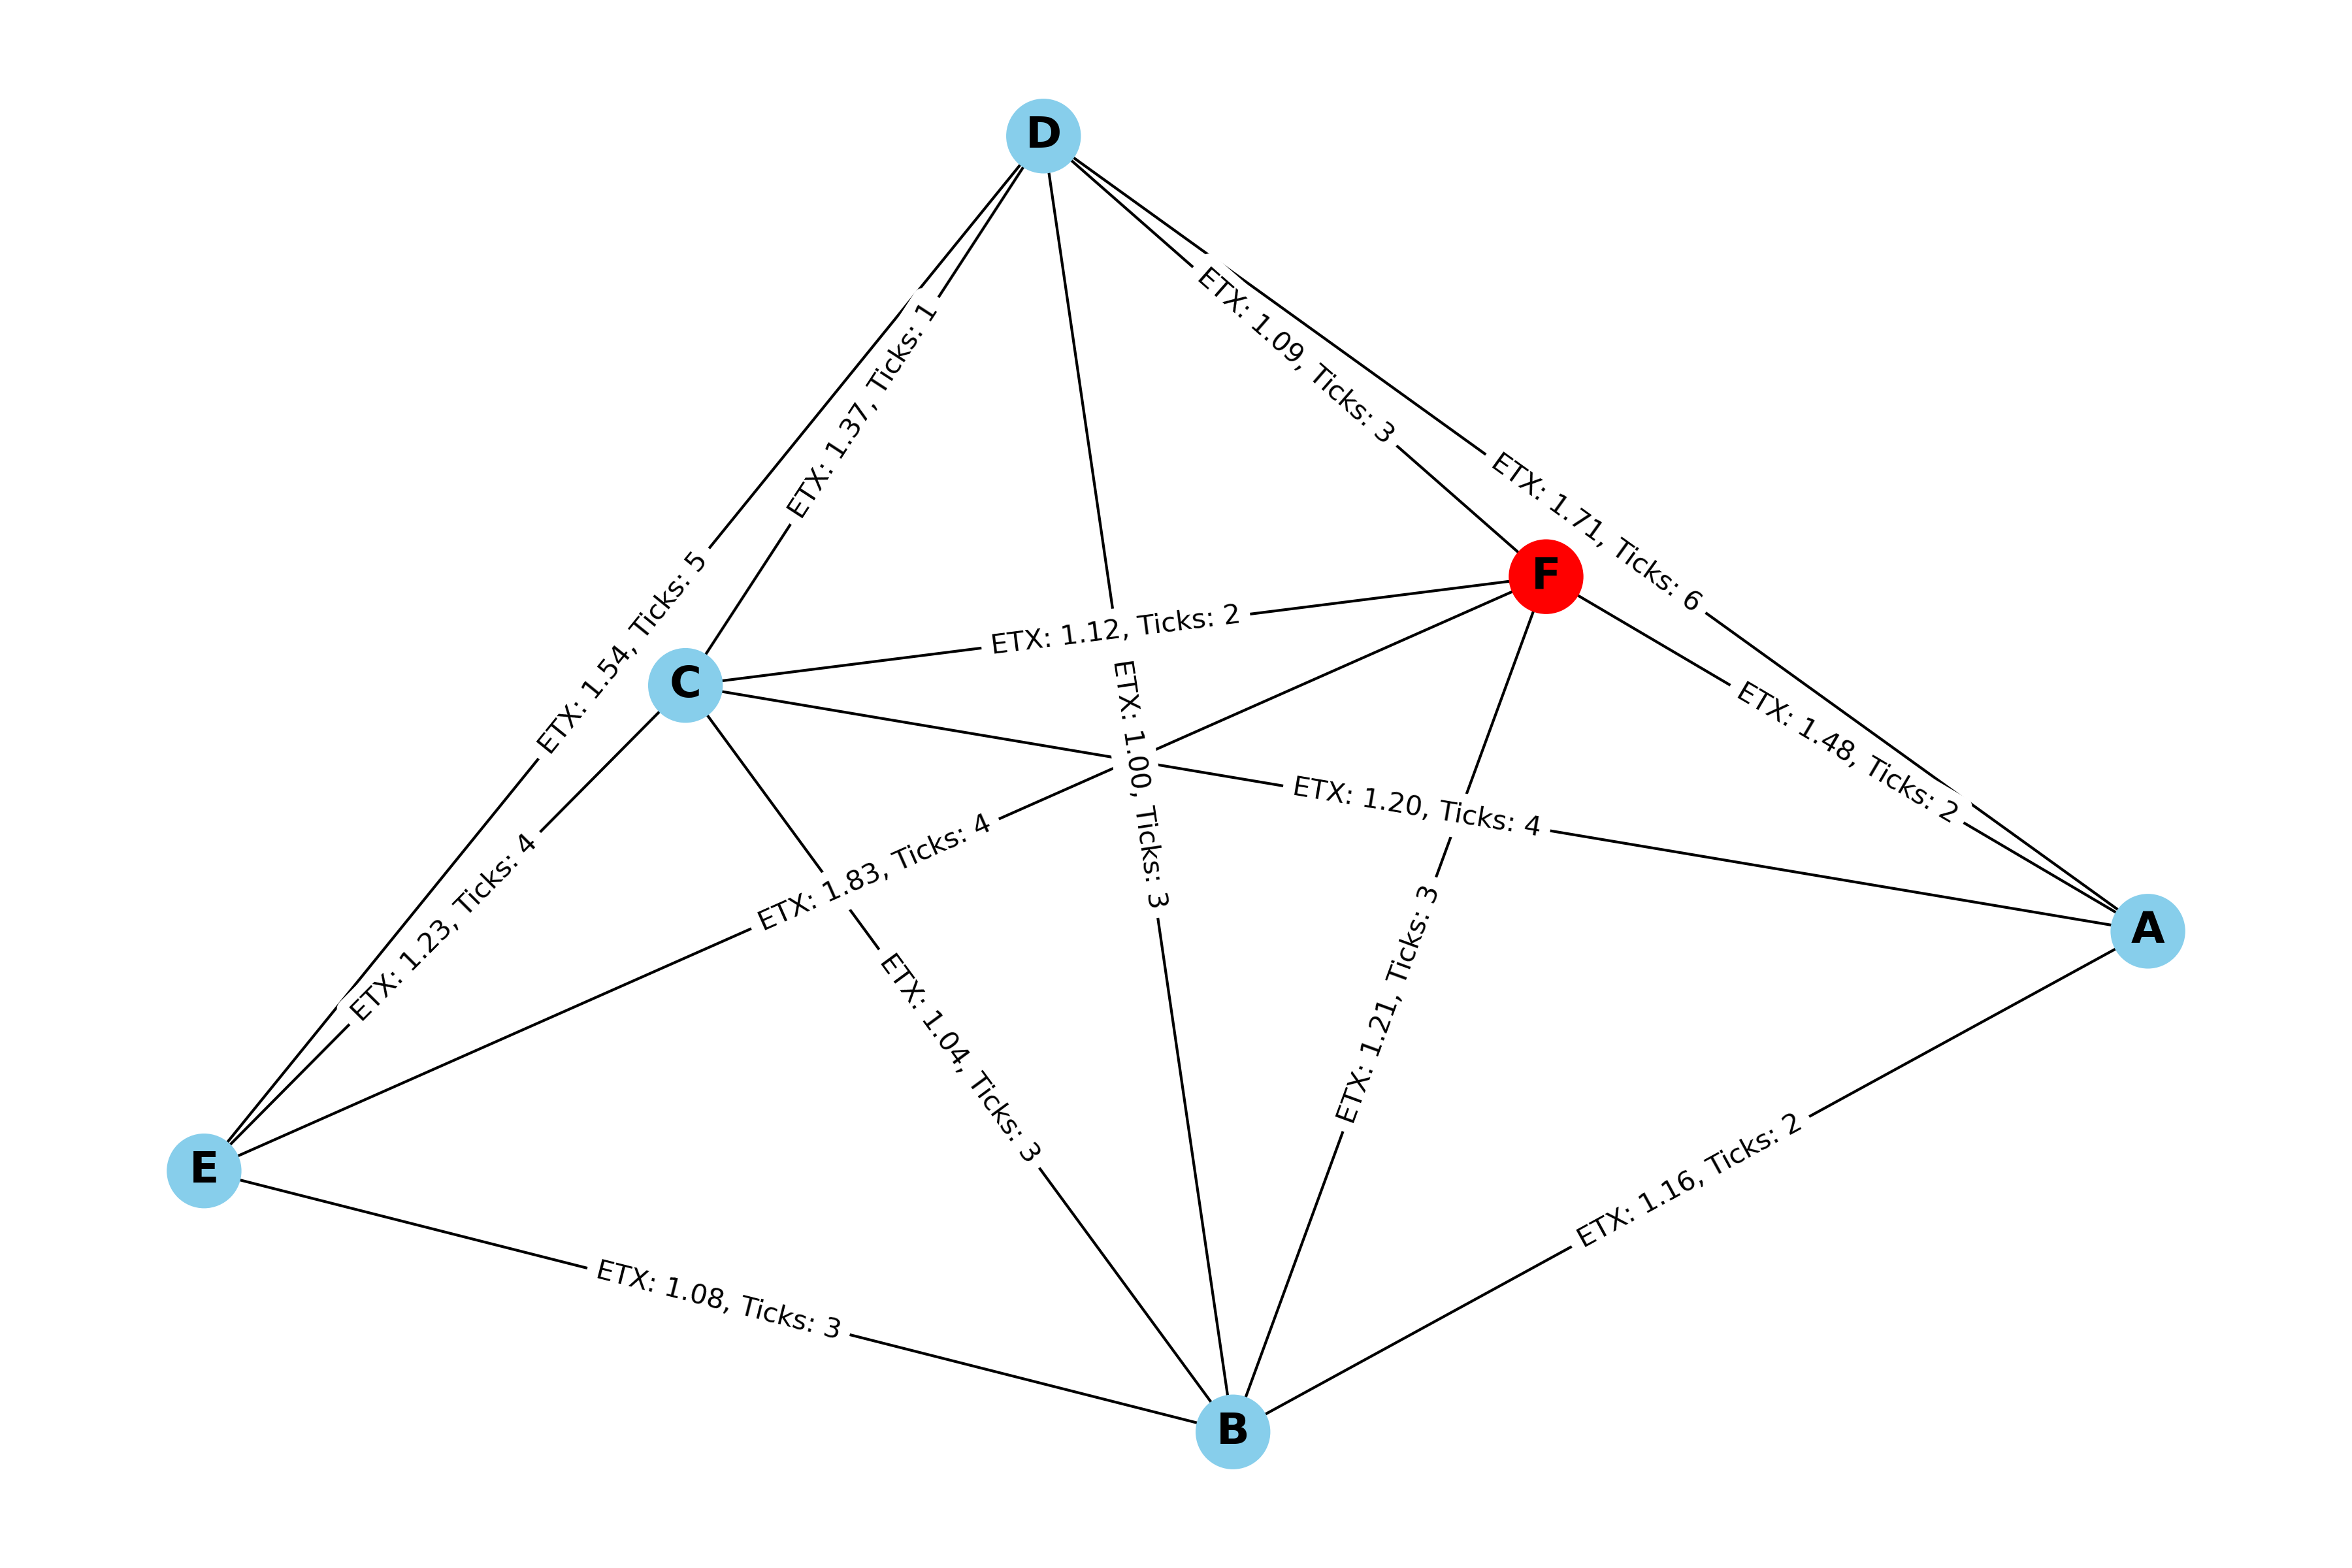 D
ETX: 1.09, Ticks: 3
ETX: 1.37, Ticks: 1
ETX: 1.71, Ticks: 6
F
ETX: 1.12, Ticks: 2
ETX: 1.54, Ticks: 5
C
ETX: 1.48, Ticks: 2
ETX: 1.00, Ticks: 3
ETX: 1.20, Ticks: 4
ETX: 1.83, Ticks: 4
ETX: 1.23, Ticks: 4
A
ETX: 1.21, Ticks: 3
ETX: 1.04, Ticks: 3
E
ETX: 1.16, Ticks: 2
ETX: 1.08, Ticks: 3
B